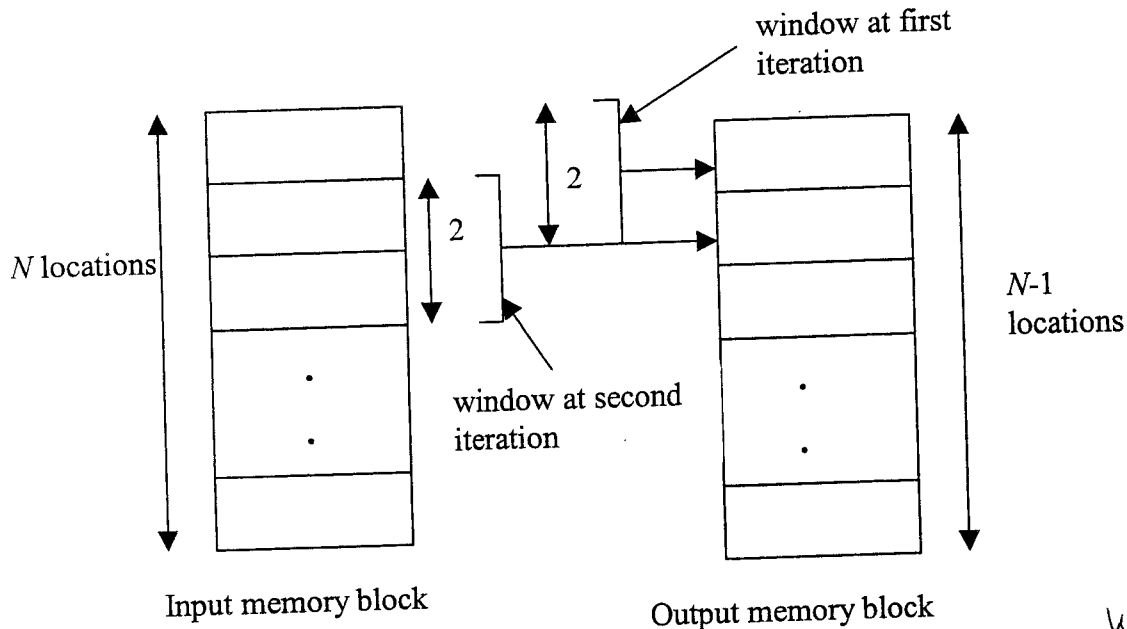 window at first
iteration
2
2
N locations
N-1
locations
window at second
iteration
Input memory block
Output memory block